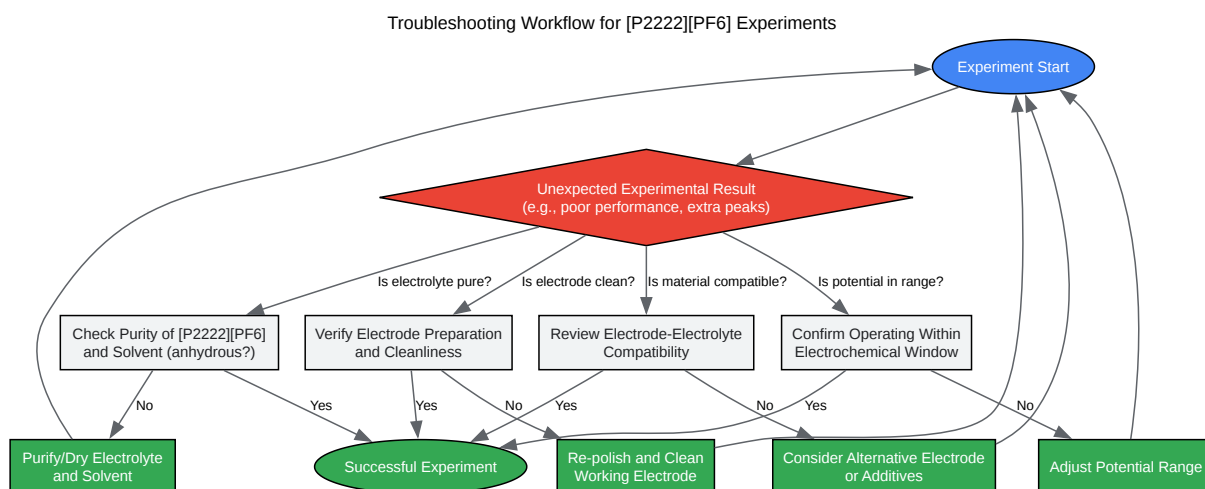 Troubleshooting Workflow for [P2222][PF6] Experiments
Experiment Start
Unexpected Experimental Result
(e.g., poor performance, extra peaks)
Is electrolyte pure?
Is electrode clean?
Is material compatible?
Is potential in range?
Check Purity of [P2222][PF6]
and Solvent (anhydrous?)
Verify Electrode Preparation
and Cleanliness
Review Electrode-Electrolyte
Compatibility
Confirm Operating Within
Electrochemical Window
No
Yes
Yes
No
Yes
No
Yes
No
Purify/Dry Electrolyte
and Solvent
Successful Experiment
Re-polish and Clean
Working Electrode
Consider Alternative Electrode
or Additives
Adjust Potential Range